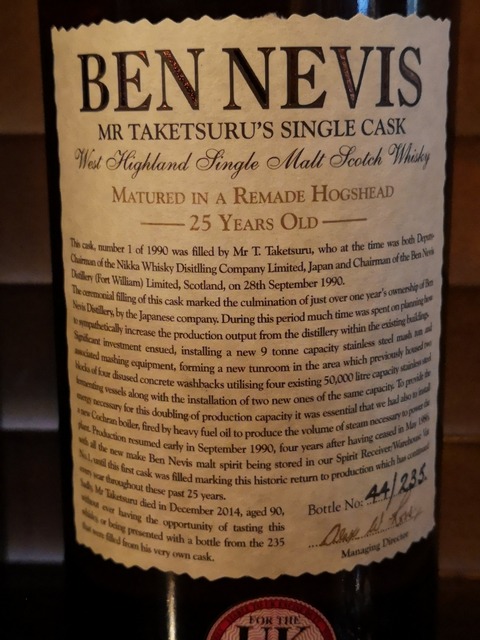 BEN NEVIS
MR TAKETSURU'S SINGLE CASK
West Highland Single Malt Scotch Whisky
MATURED IN A REMADE HOGSHEAD
25 YEARS OLD
This cask, number 1 of 1990 was filled by Mr T. Taketsuru, who at the time was both Deputy-
Chairman of the Nikka Whisky Disitlling Company Limited, Japan and Chairman of the Ben Nevis
Distillery (Fort William) Limited, Scotland, on 28th September 1990.
The ceremonial filling of this cask marked the culmination of just over one year's ownership of Ben
Nevis Distillery, by the Japanese company. During this period much time was spent on planning how
to sympathetically increase the production output from the distillery within the existing buildings.
Significant investment ensued, installing a new 9 tonne capacity stainless steel mash tun and
associated mashing equipment, forming a new tunroom in the area which previously housed two
blocks of four disused concrete washbacks utilising four existing 50,000 litre capacity stainless steel
fermenting vessels along with the installation of two new ones of the same capacity. To provide the
energy necessary for this doubling of production capacity it was essential that we had also to install
a new Cochran boiler, fired by heavy fuel oil to produce the volume of steam necessary to power the
plant. Production resumed early in September 1990, four years after having ceased in May 1986,
with all the new make Ben Nevis malt spirit being stored in our Spirit Receiver/Warehouse Vat
No.1, until this first cask was filled marking this historic return to production which has continued
every year throughout these past 25 years.
Sadly Mr Taketsuru died in December 2014, aged 90,
without ever having the opportunity of tasting this
whisky or being presented with a bottle from the 235
that were filled from his very own cask.
Bottle No: 44/235.
Managing Director
FOR THE
UK